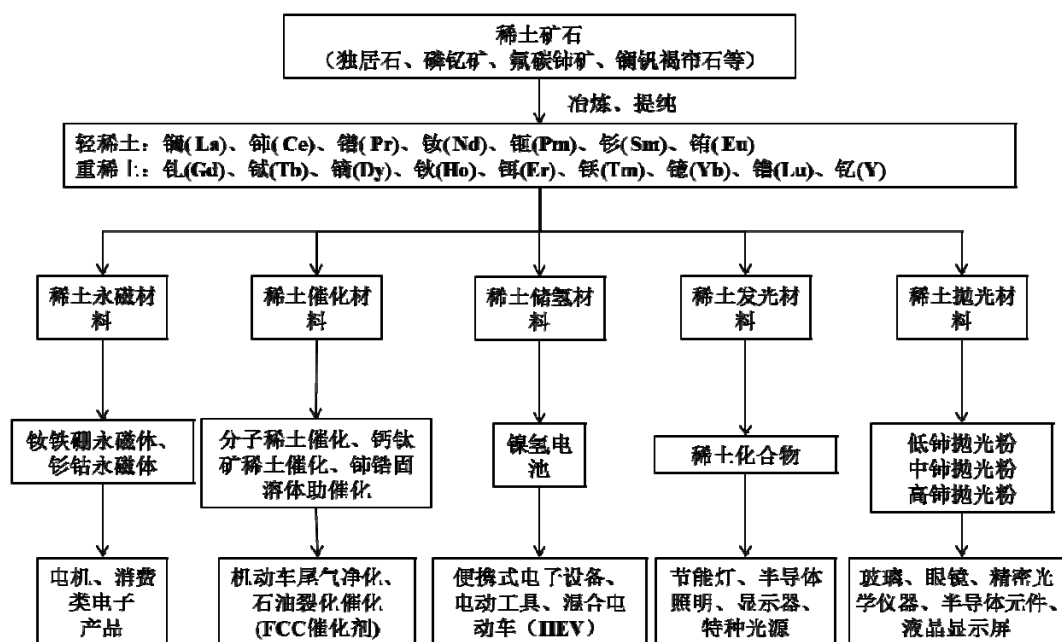 稀土矿石
（独居石、磷钇矿、氟碳铈矿、镧钒褐帘石等）
冶炼、提纯
轻稀土：镧(La)、铈(Ce)、镨(Pr)、钕(Nd)、钷(Pm)、钐(Sm)、铕(Eu)
重稀土：钆(Gd)、铽(Tb)、镝(Dy)、钬(Ho)、铒(Er)、铥(Tm)、镱(Yb)、镥(Lu)、钇(Y)
稀土永磁材
料
稀土催化材
料
稀土储氢材
料
稀土发光材
料
稀土抛光材
料
钕铁硼永磁体、
钐钴永磁体
分子稀土催化、钙钛
矿稀土催化、铈锆固
溶体助催化
镍氢电
池
稀土化合物
低铈抛光粉
中铈抛光粉
高铈抛光粉
电机、消费
类电子
产品
机动车尾气净化、
石油裂化催化
(FCC催化剂)
便携式电子设备、
电动工具、混合电
动车（HEV）
节能灯、半导体
照明、显示器、
特种光源
玻璃、眼镜、精密光
学仪器、半导体元件、
液晶显示屏